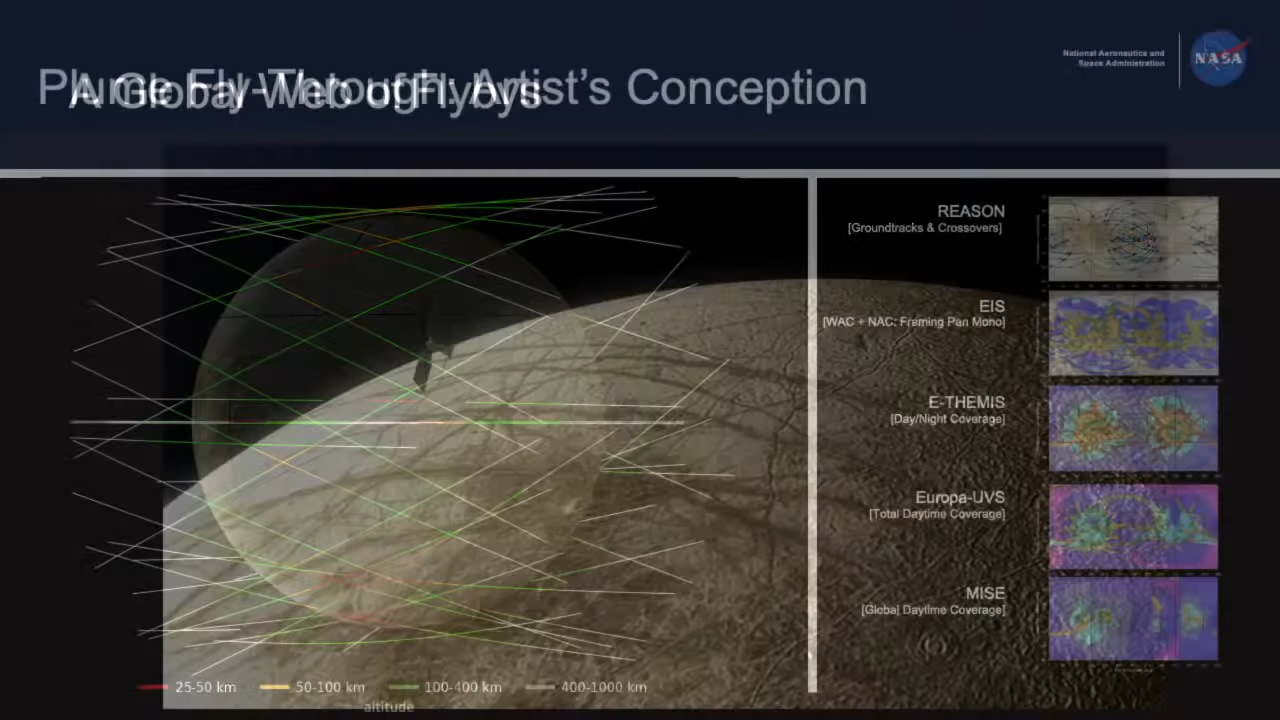 National Aeronautics and
Space Administration
NASA
Plume Fly-Through: Artist's Conception
A Global Web of Flybys
REASON
[Groundtracks & Crossovers]
EIS
[WAC + NAC: Framing Pan Mono]
E-THEMIS
[Day/Night Coverage]
Europa-UVS
[Total Daytime Coverage]
MISE
[Global Daytime Coverage]
25-50 km 50-100 km 100-400 km 400-1000 km
altitude